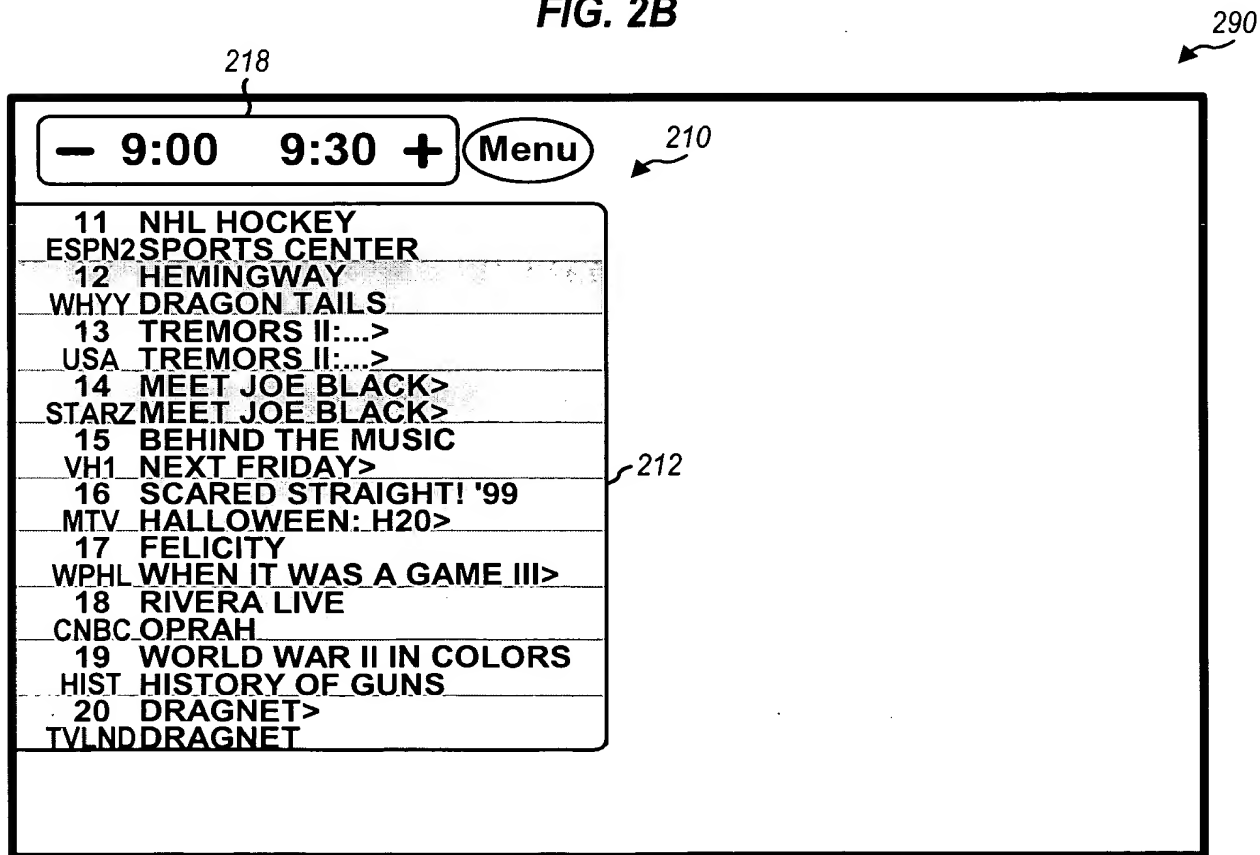 FIG. 2B
290
218
− 9:00 9:30 + Menu
210
11 NHL HOCKEY
ESPN2 SPORTS CENTER
12 HEMINGWAY
WHYY DRAGON TAILS
13 TREMORS II:...>
USA TREMORS II:...>
14 MEET JOE BLACK>
STARZ MEET JOE BLACK>
15 BEHIND THE MUSIC
VH1 NEXT FRIDAY>
212
16 SCARED STRAIGHT! '99
MTV HALLOWEEN: H20>
17 FELICITY
WPHL WHEN IT WAS A GAME III>
18 RIVERA LIVE
CNBC OPRAH
19 WORLD WAR II IN COLORS
HIST HISTORY OF GUNS
20 DRAGNET>
TVLND DRAGNET